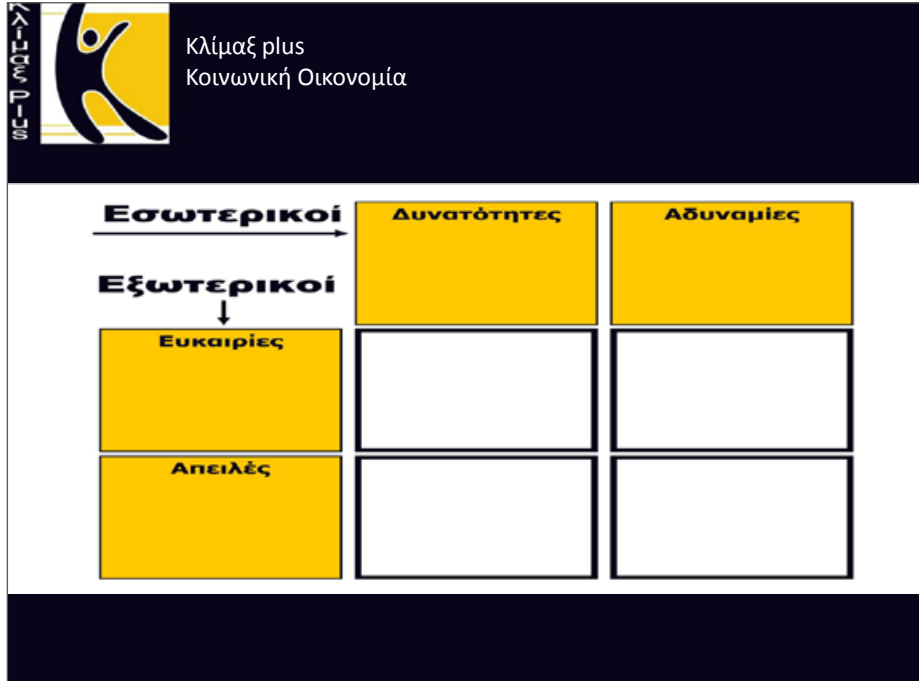 Κλίμαξ Plus
Κλίμαξ plus
Κοινωνική Οικονομία
Εσωτερικοί
Δυνατότητες
Αδυναμίες
Εξωτερικοί
Ευκαιρίες
Απειλές